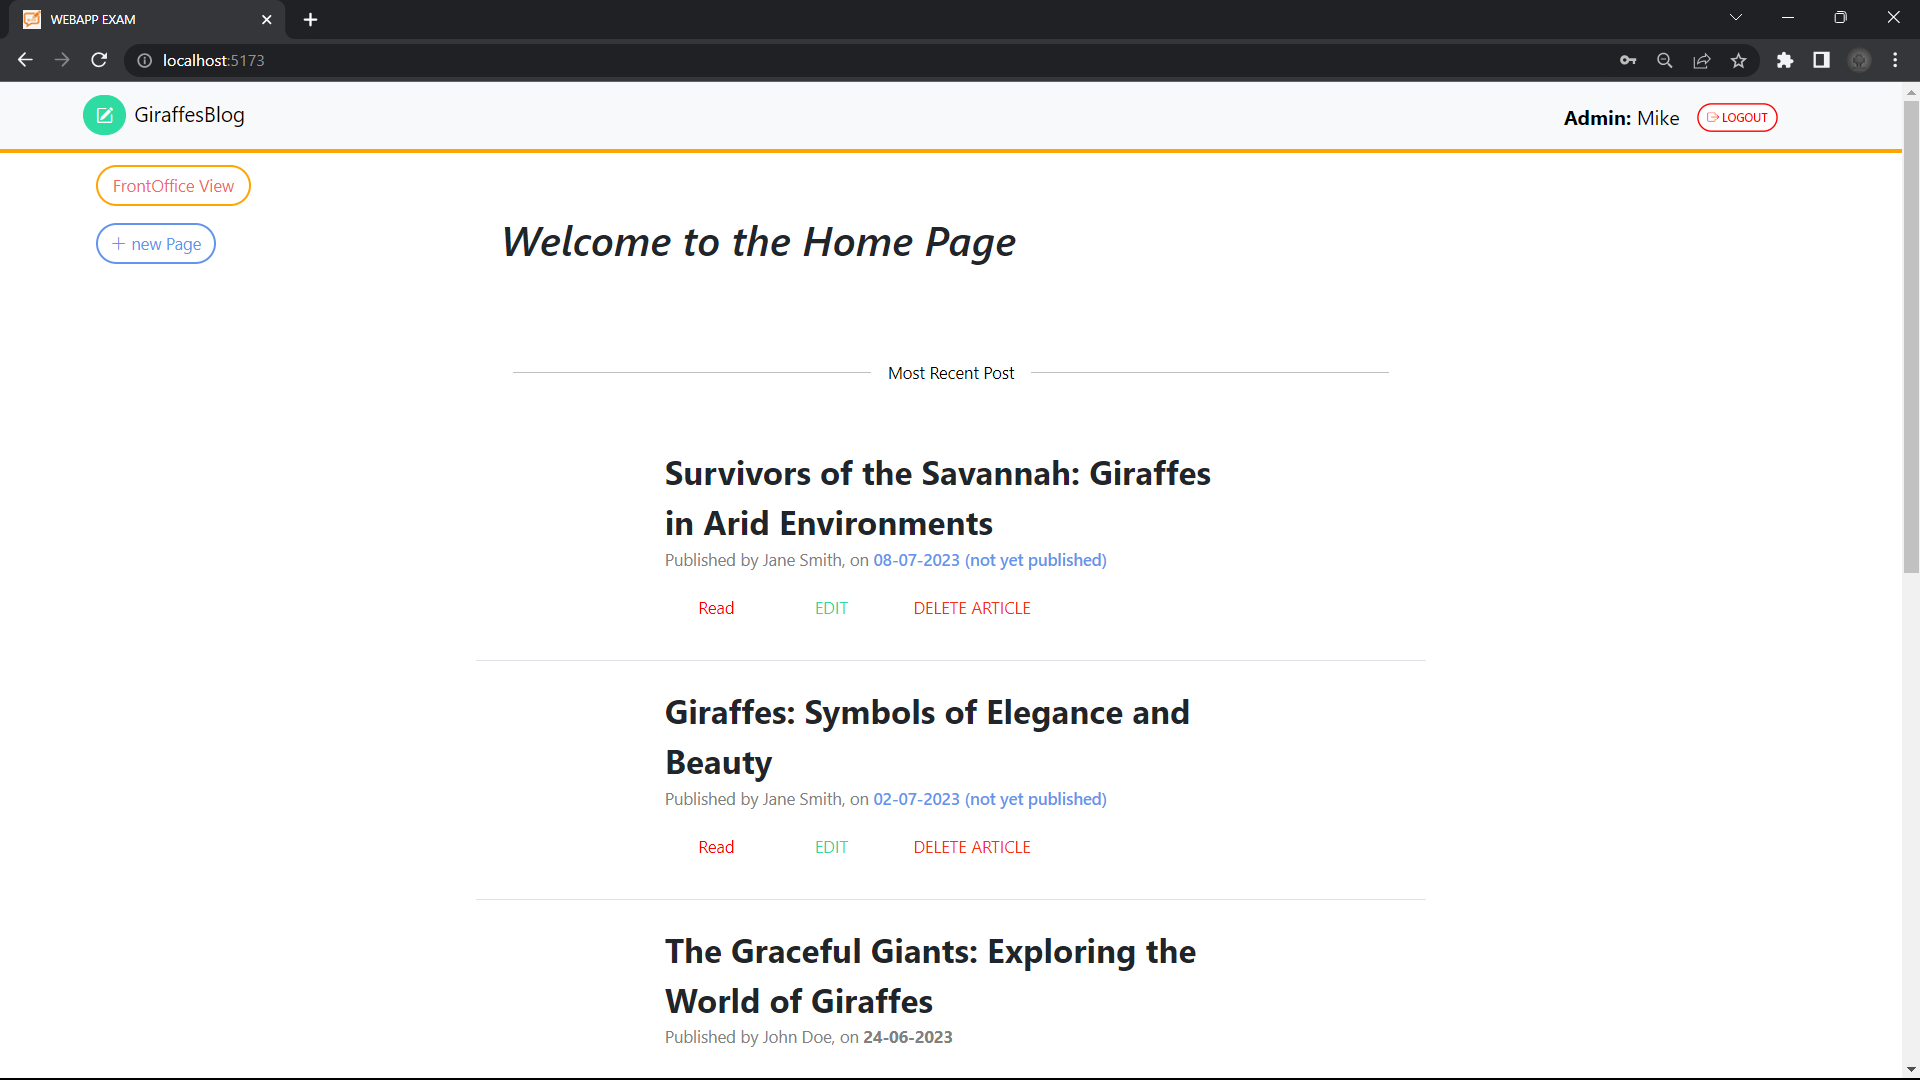 WEBAPP EXAM
localhost:5173
GiraffesBlog
Admin: Mike
LOGOUT
FrontOffice View
+ new Page
Welcome to the Home Page
Most Recent Post
Survivors of the Savannah: Giraffes
in Arid Environments
Published by Jane Smith, on 08-07-2023 (not yet published)
Read EDIT DELETE ARTICLE
Giraffes: Symbols of Elegance and
Beauty
Published by Jane Smith, on 02-07-2023 (not yet published)
Read EDIT DELETE ARTICLE
The Graceful Giants: Exploring the
World of Giraffes
Published by John Doe, on 24-06-2023